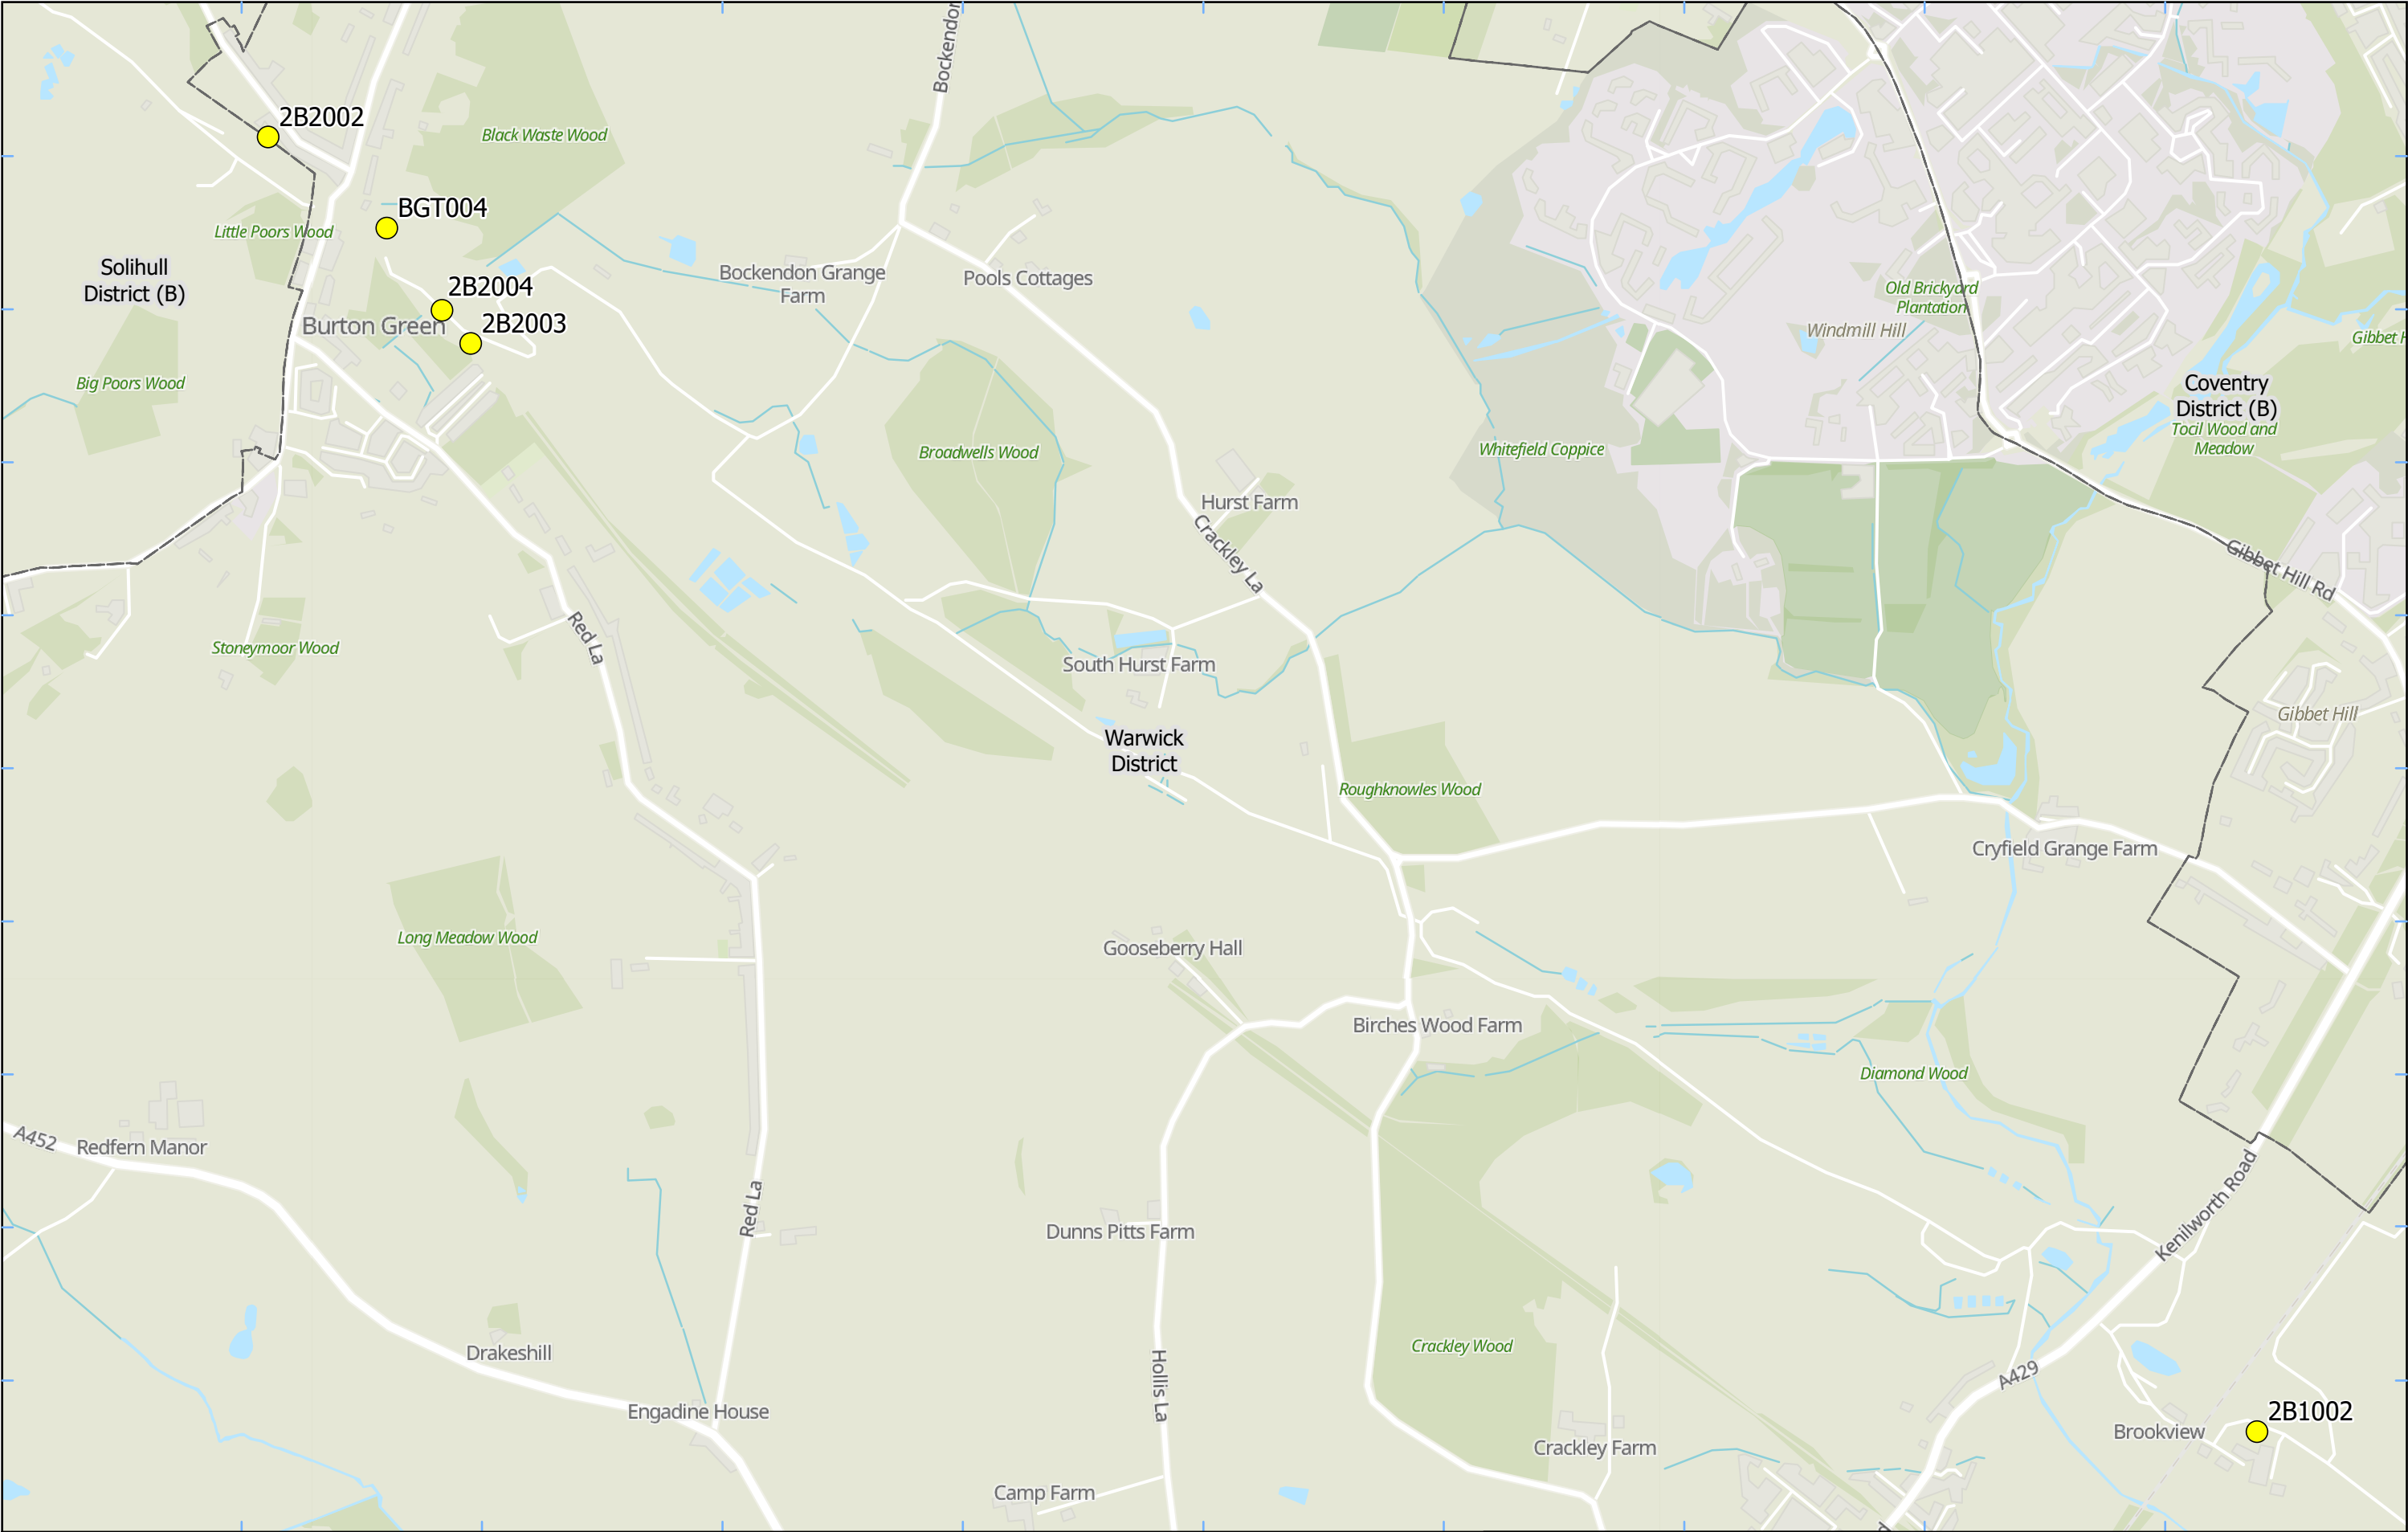 Bockendon
2B2002
Black Waste Wood
BGT004
Little Poors Wood
Solihull
District (B)
Bockendon Grange
Farm
Pools Cottages
2B2004
Burton Green
2B2003
Old Brickyard
Plantation
Windmill Hill
Gibbet H
Big Poors Wood
Coventry
District (B)
Tocil Wood and
Meadow
Broadwells Wood
Whitefield Coppice
Hurst Farm
Crackley La
Gibbet Hill Rd
Red La
Stoneymoor Wood
South Hurst Farm
Gibbet Hill
Warwick
District
Roughknowles Wood
Cryfield Grange Farm
Long Meadow Wood
Gooseberry Hall
Birches Wood Farm
Diamond Wood
A452
Redfern Manor
Red La
Kenilworth Road
Dunns Pitts Farm
Drakeshill
Crackley Wood
Hollis La
A429
Engadine House
2B1002
Brookview
Crackley Farm
Camp Farm